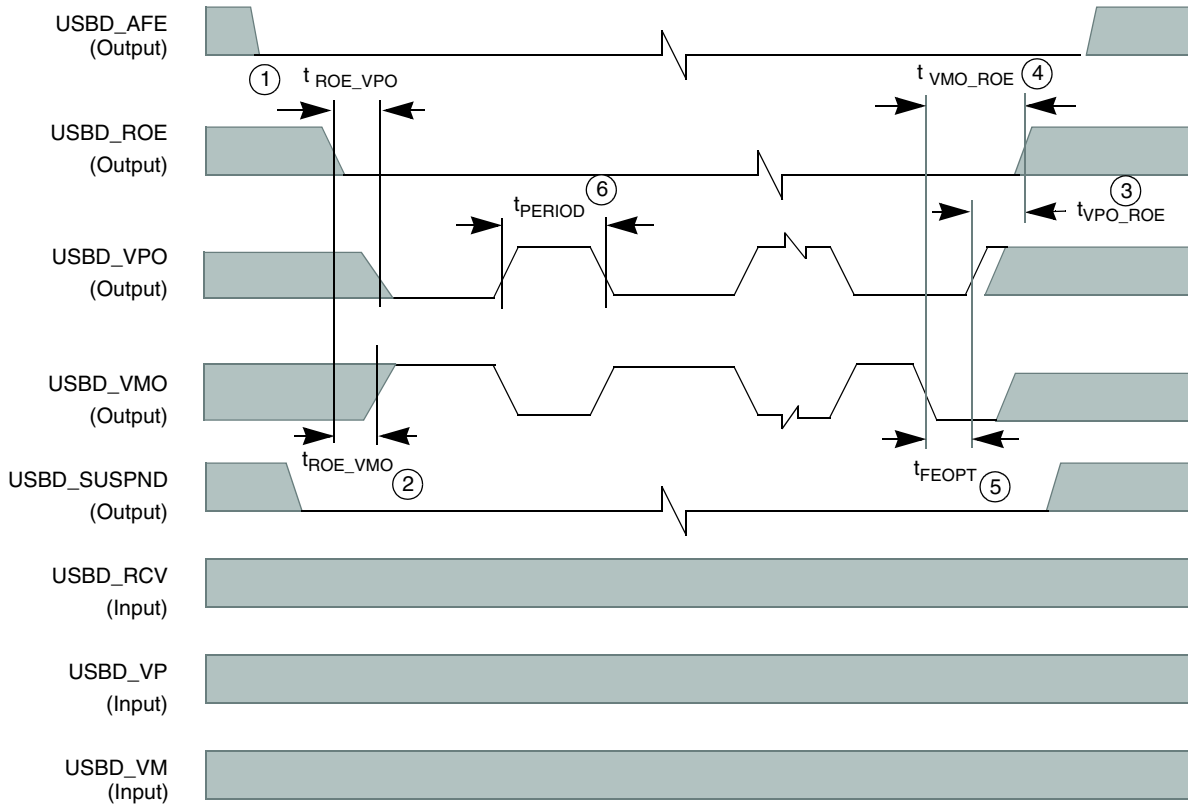 USBD_AFE
(Output)
1
t ROE_VPO
t VMO_ROE
4
USBD_ROE
(Output)
6
tPERIOD
3
tVPO_ROE
USBD_VPO
(Output)
USBD_VMO
(Output)
tROE_VMO
2
tFEOPT
5
USBD_SUSPND
(Output)
USBD_RCV
(Input)
USBD_VP
(Input)
USBD_VM
(Input)